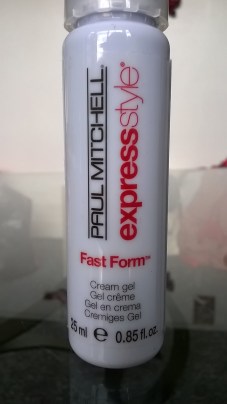 PAUL MITCHELL®
expressstyle®
Fast Form™
Cream gel
Gel crème
Gel en crema
Cremiges Gel
25 ml e 0.85 fl.oz.